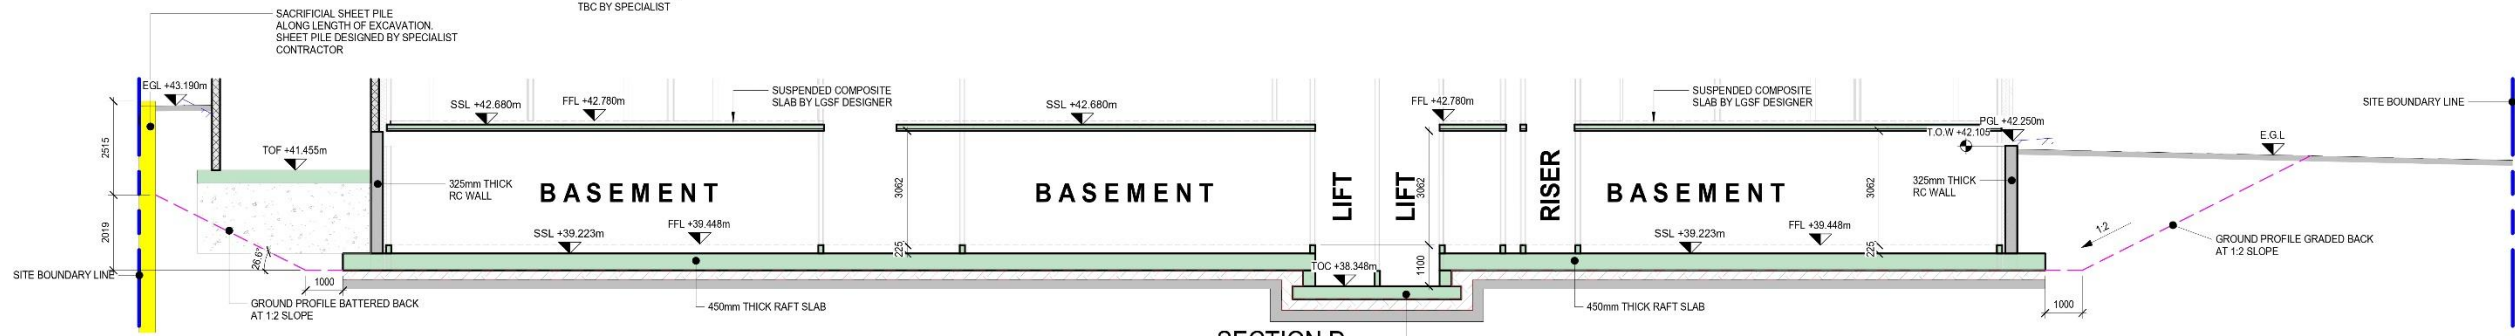 SACRIFICIAL SHEET PILE
ALONG LENGTH OF EXCAVATION.
SHEET PILE DESIGNED BY SPECIALIST
CONTRACTOR
TBC BY SPECIALIST
EGL +43.190m
SSL +42.680m
FFL +42.780m
SUSPENDED COMPOSITE
SLAB BY LGSF DESIGNER
SSL +42.680m
FFL +42.780m
SUSPENDED COMPOSITE
SLAB BY LGSF DESIGNER
SITE BOUNDARY LINE
PGL +42.250m
T.O.W +42.105
E.G.L
2515
TOF +41.455m
325mm THICK
RC WALL
BASEMENT
3062
BASEMENT
LIFT
LIFT
3062
RISER
BASEMENT
3062
325mm THICK
RC WALL
2019
26.6°
SSL +39.223m
FFL +39.448m
225
SSL +39.223m
FFL +39.448m
225
1:2
GROUND PROFILE GRADED BACK
AT 1:2 SLOPE
SITE BOUNDARY LINE
TOC +38.348m
1100
1000
GROUND PROFILE BATTERED BACK
AT 1:2 SLOPE
450mm THICK RAFT SLAB
450mm THICK RAFT SLAB
1000
SECTION D